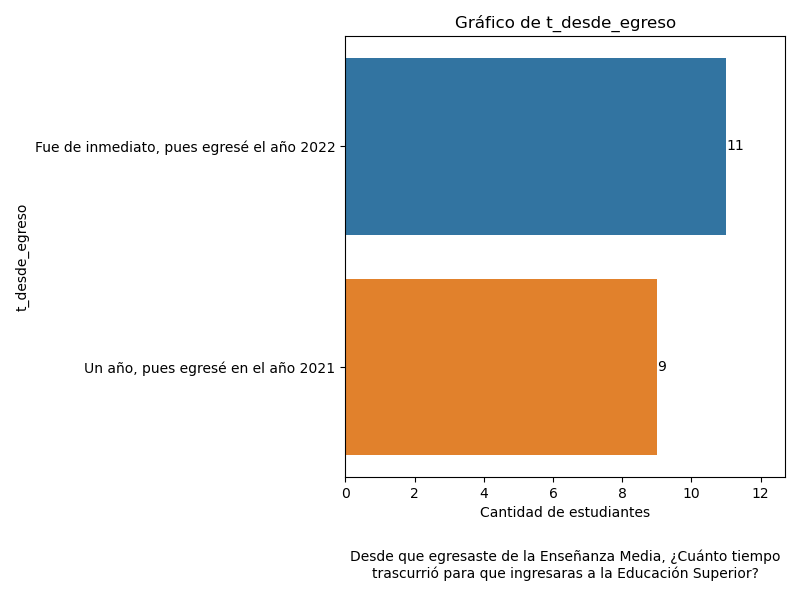 Gráfico de t_desde_egreso
Fue de inmediato, pues egresé el año 2022
11
t_desde_egreso
Un año, pues egresé en el año 2021
9
0 2 4 6 8 10 12
Cantidad de estudiantes
Desde que egresaste de la Enseñanza Media, ¿Cuánto tiempo
trascurrió para que ingresaras a la Educación Superior?